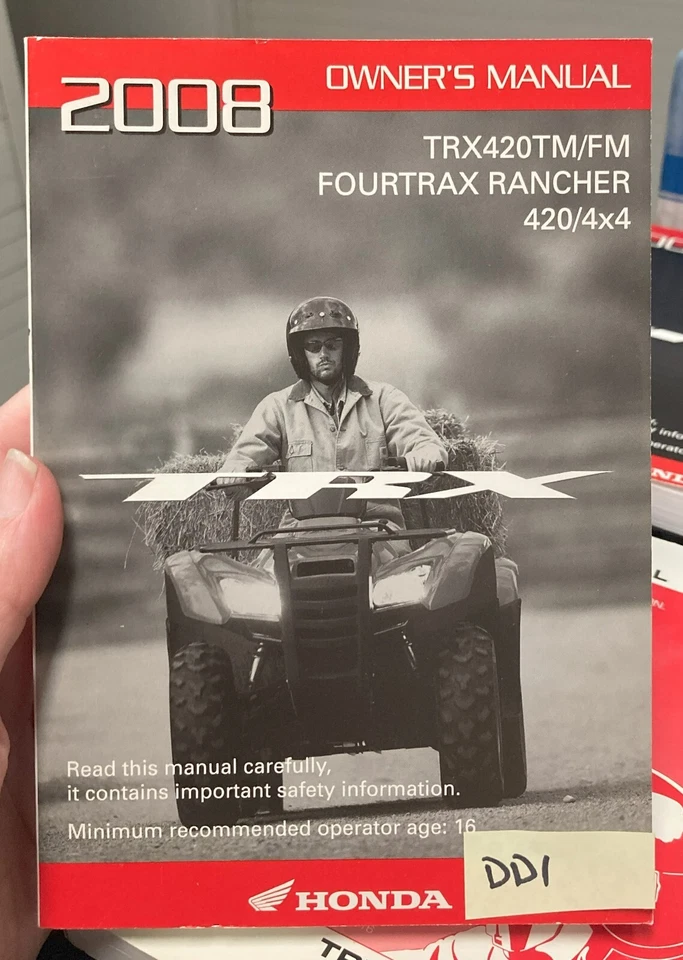 OWNER'S MANUAL
2008
TRX420TM/FM
FOURTRAX RANCHER
420/4x4
TRX
Read this manual carefully,
it contains important safety information.
Minimum recommended operator age: 16
HONDA
DD1